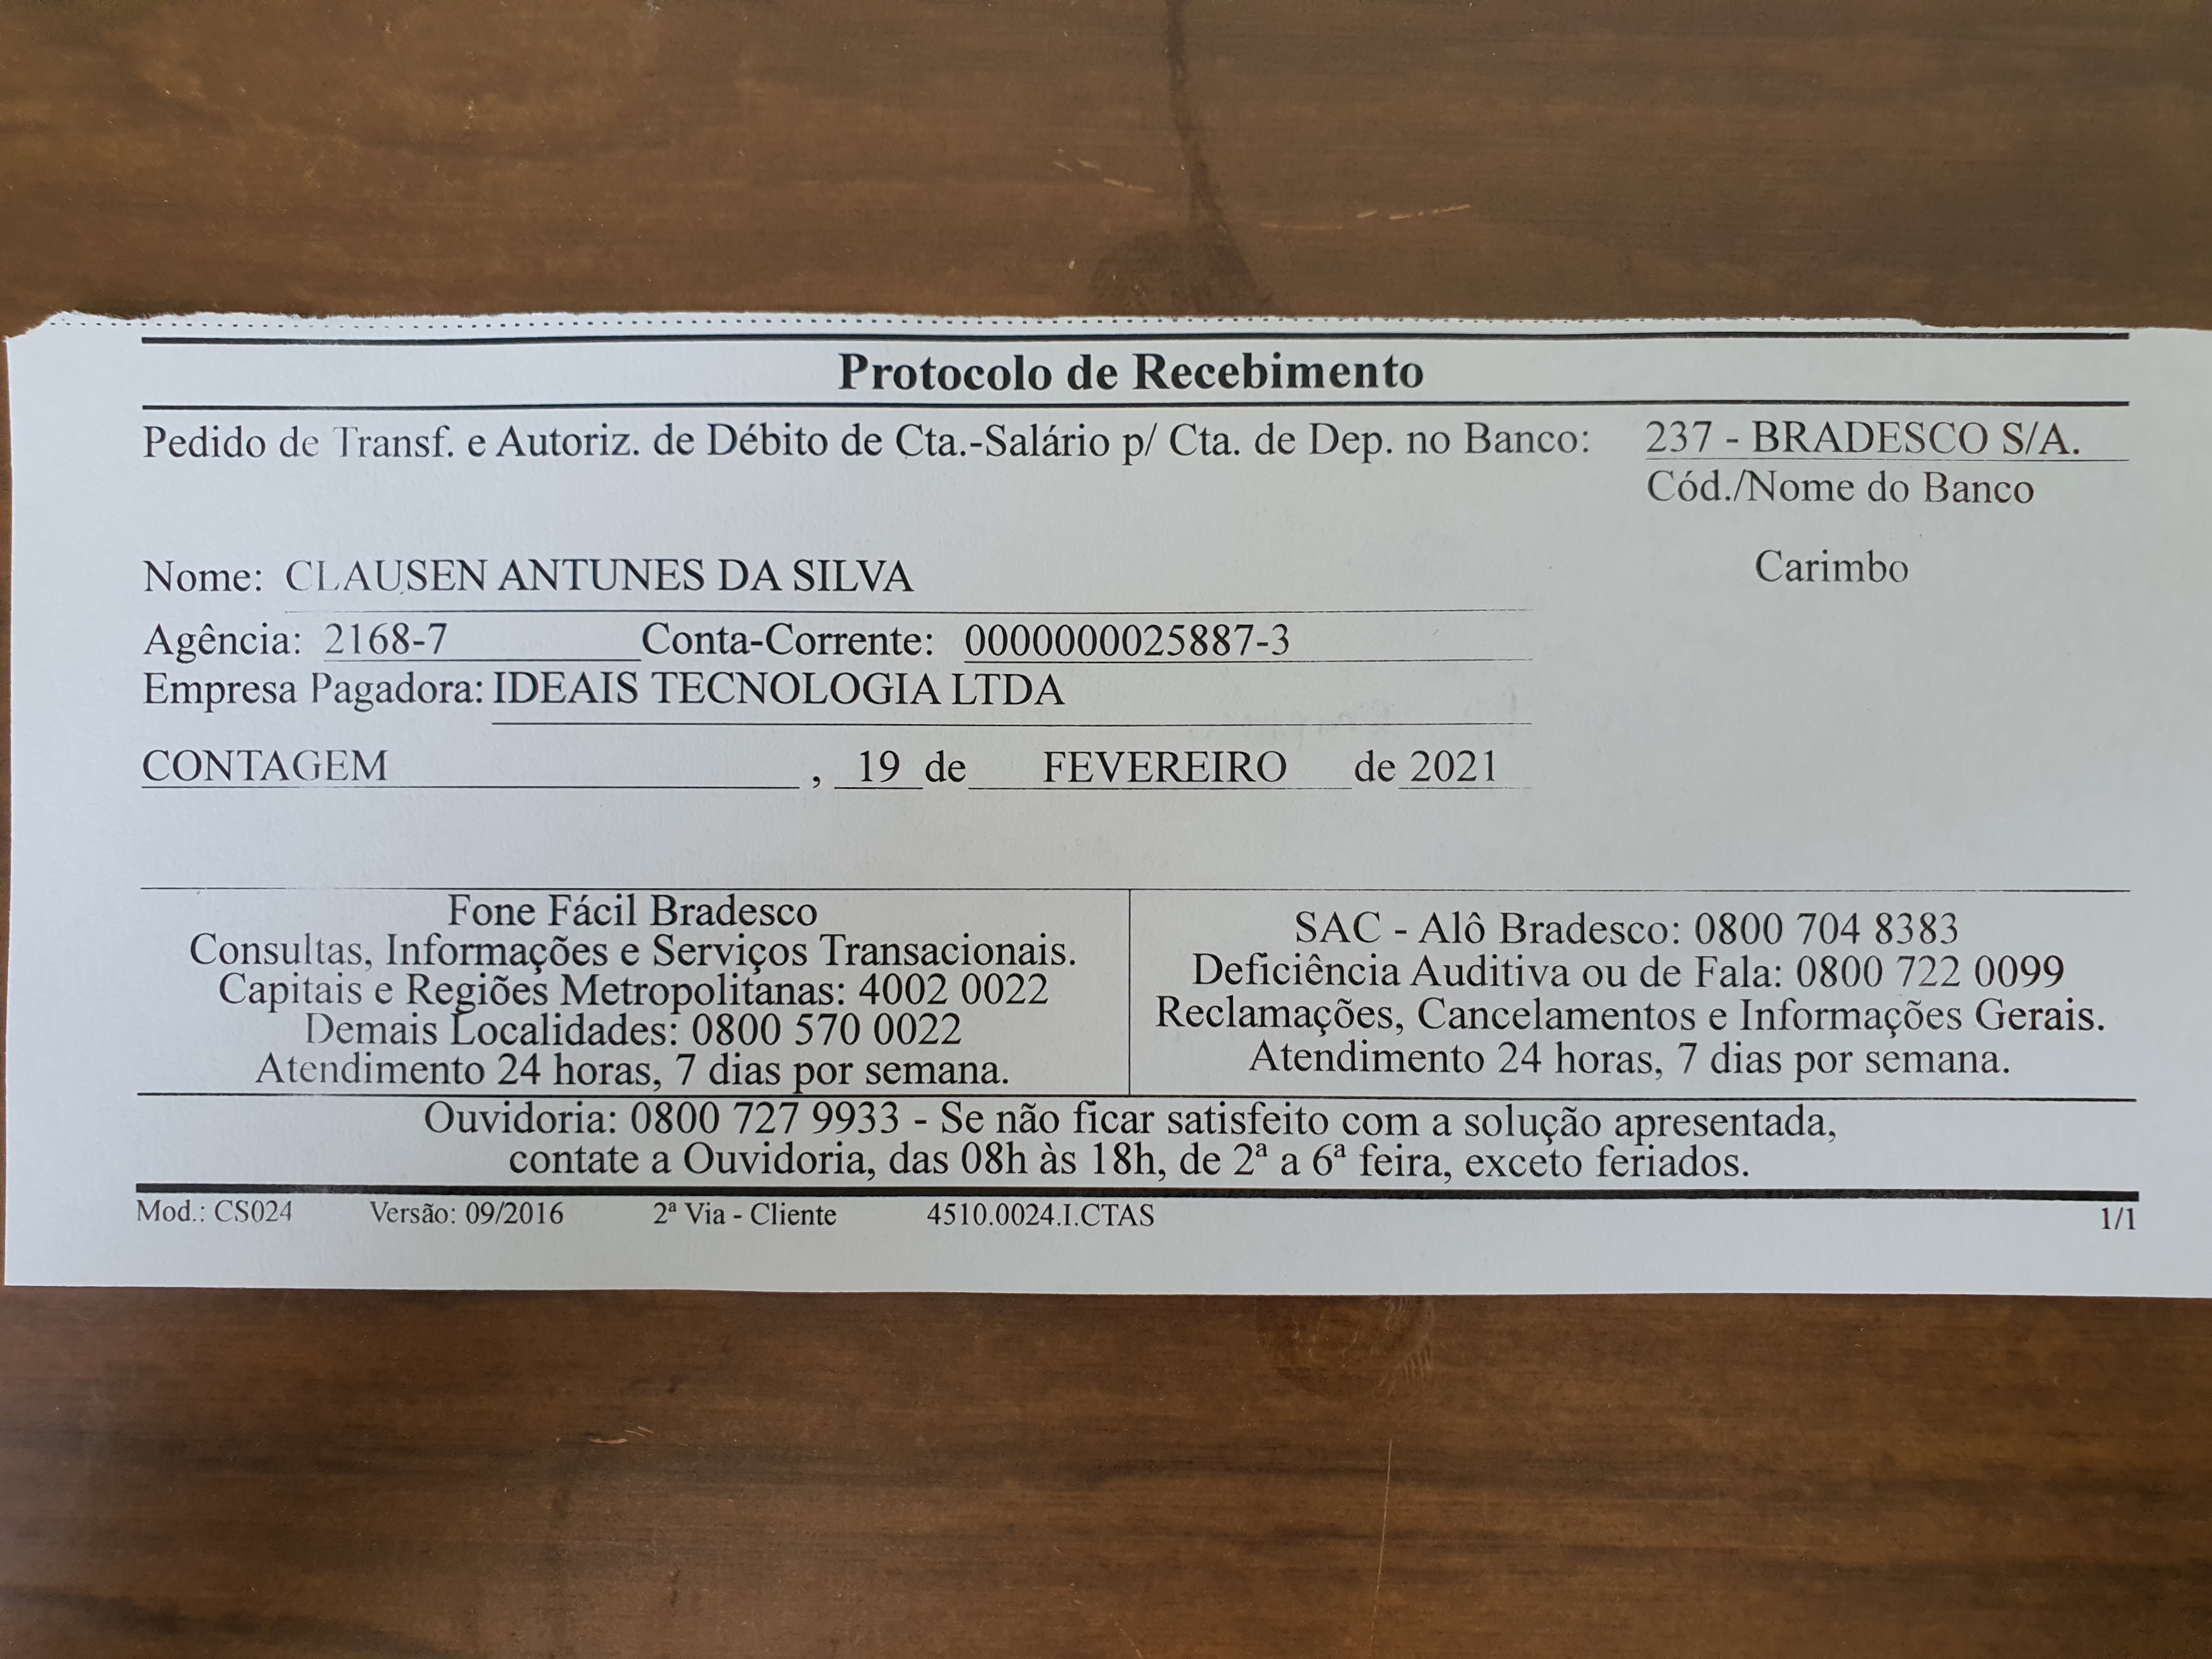 Protocolo de Recebimento
Pedido de Transf. e Autoriz. de Débito de Cta.-Salário p/ Cta. de Dep. no Banco: 237 - BRADESCO S/A.
Cód./Nome do Banco
Nome: CLAUSEN ANTUNES DA SILVA
Carimbo
Agência: 2168-7 Conta-Corrente: 0000000025887-3
Empresa Pagadora: IDEAIS TECNOLOGIA LTDA
CONTAGEM , 19 de FEVEREIRO de 2021
Fone Fácil Bradesco
Consultas, Informações e Serviços Transacionais.
Capitais e Regiões Metropolitanas: 4002 0022
Demais Localidades: 0800 570 0022
Atendimento 24 horas, 7 dias por semana.
SAC - Alô Bradesco: 0800 704 8383
Deficiência Auditiva ou de Fala: 0800 722 0099
Reclamações, Cancelamentos e Informações Gerais.
Atendimento 24 horas, 7 dias por semana.
Ouvidoria: 0800 727 9933 - Se não ficar satisfeito com a solução apresentada,
contate a Ouvidoria, das 08h às 18h, de 2ª a 6ª feira, exceto feriados.
Mod.: CS024 Versão: 09/2016 2ª Via - Cliente 4510.0024.I.CTAS 1/1